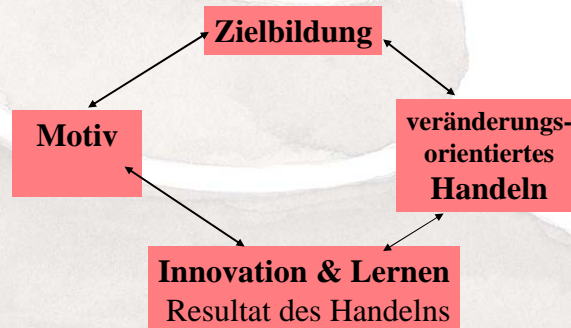 Zielbildung
Motiv
veränderungs-
orientiertes
Handeln
Innovation & Lernen
Resultat des Handelns